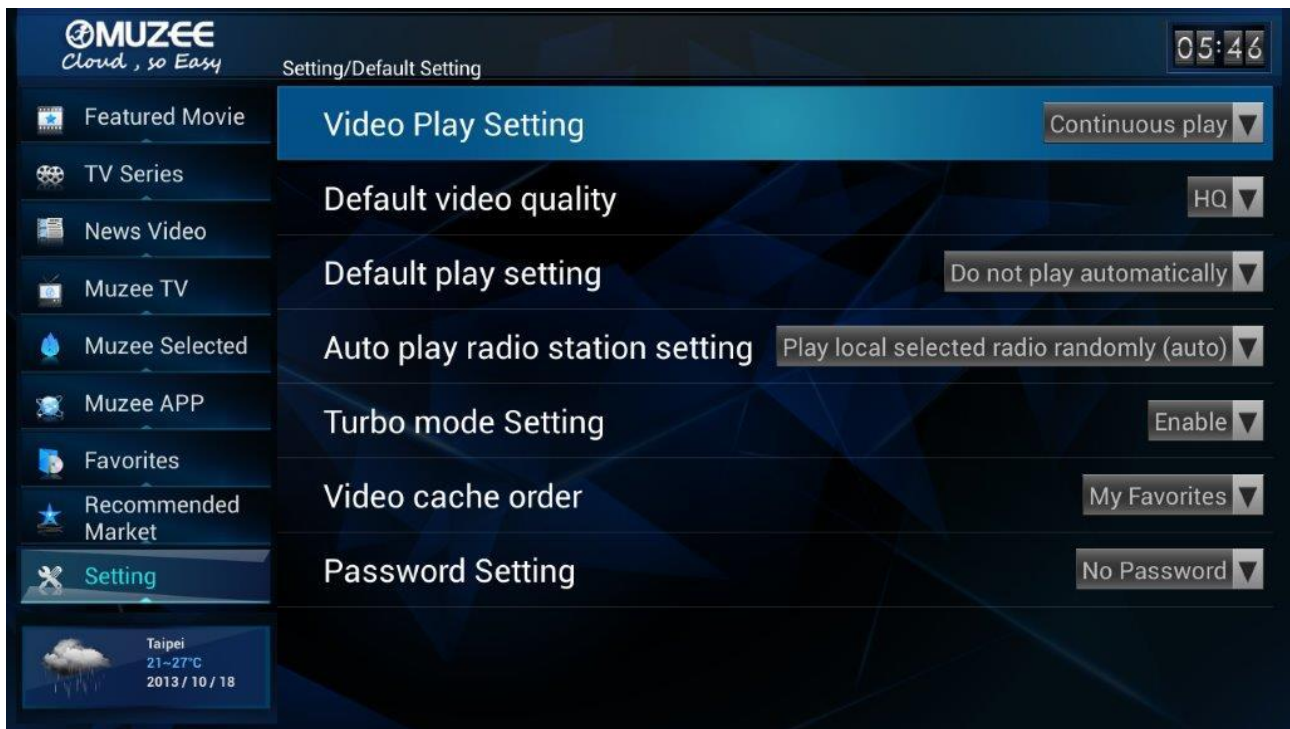 MUZEE
Cloud , so Easy
Setting/Default Setting
05:46
Featured Movie
TV Series
News Video
Muzee TV
Muzee Selected
Muzee APP
Favorites
Recommended
Market
Setting
Video Play Setting Continuous play
Default video quality HQ
Default play setting Do not play automatically
Auto play radio station setting Play local selected radio randomly (auto)
Turbo mode Setting Enable
Video cache order My Favorites
Password Setting No Password
Taipei
21~27°C
2013 / 10 / 18